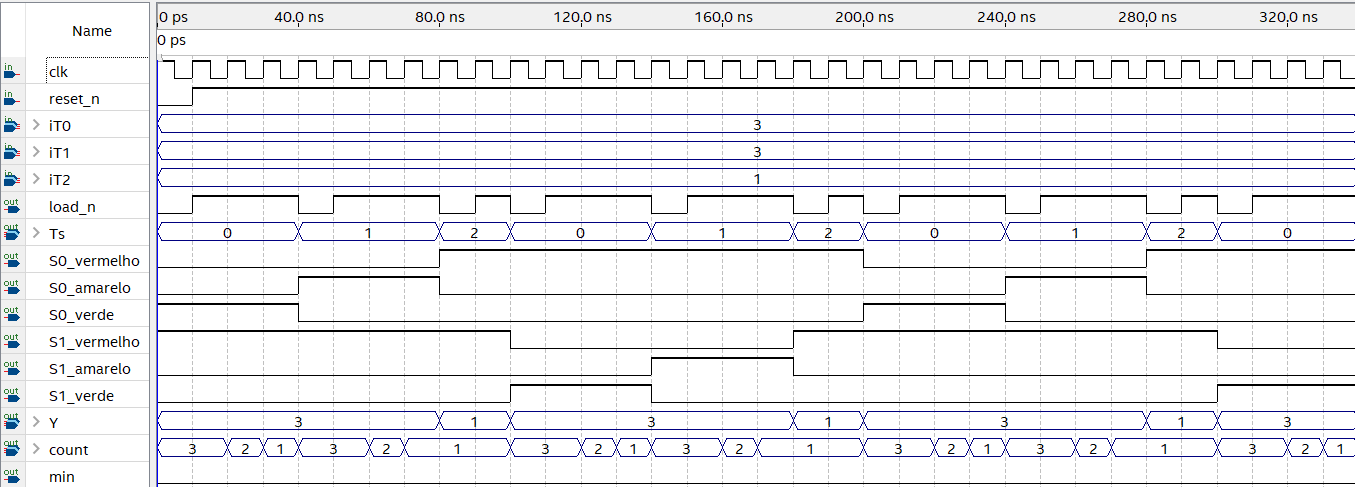 Name
0 ps 40.0 ns 80.0 ns 120.0 ns 160.0 ns 200.0 ns 240.0 ns 280.0 ns 320.0 ns
0 ps
in clk
in reset_n
in iT0 3
in iT1 3
in iT2 1
out load_n
out Ts 0 1 2 0 1 2 0 1 2 0
out S0_vermelho
out S0_amarelo
out S0_verde
out S1_vermelho
out S1_amarelo
out S1_verde
out Y 3 1 3 1 3 1 3
out count 3 2 1 3 2 1 3 2 1 3 2 1 3 2 1 3 2 1 3 2 1
out min